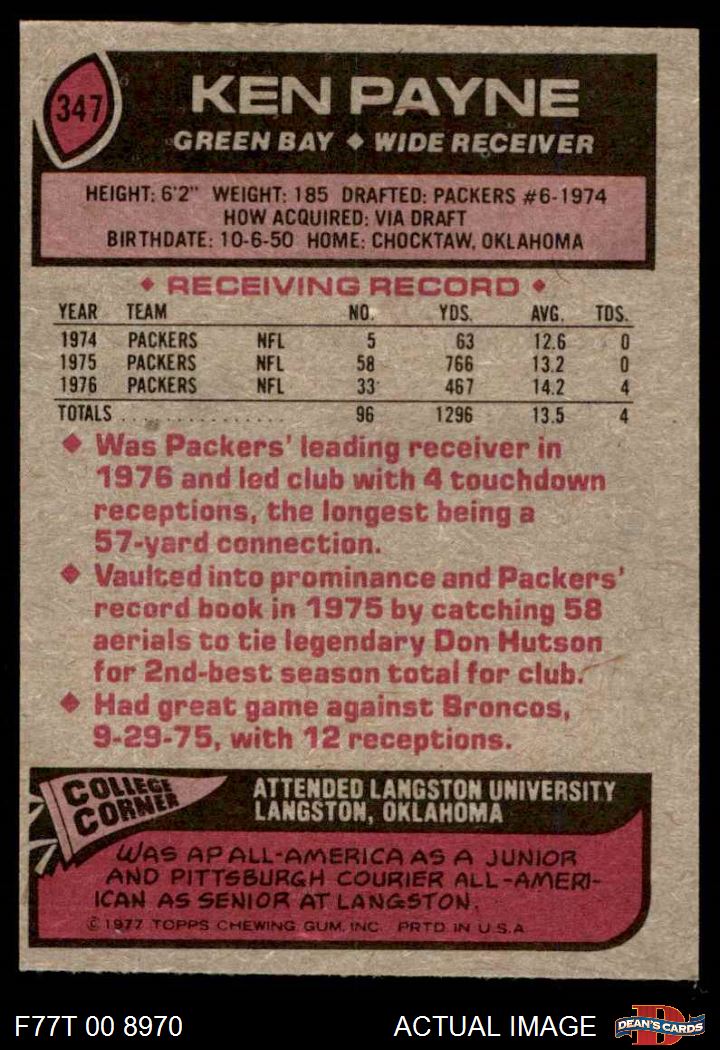 347
KEN PAYNE
GREEN BAY ◆ WIDE RECEIVER
HEIGHT: 6'2" WEIGHT: 185 DRAFTED: PACKERS #6-1974
HOW ACQUIRED: VIA DRAFT
BIRTHDATE: 10-6-50 HOME: CHOCKTAW, OKLAHOMA
◆ RECEIVING RECORD ◆
YEAR TEAM NO. YDS. AVG. TDS.
1974 PACKERS NFL 5 63 12.6 0
1975 PACKERS NFL 58 766 13.2 0
1976 PACKERS NFL 33 467 14.2 4
TOTALS . . . . . . . . . . . . . . . . 96 1296 13.5 4
◆ Was Packers' leading receiver in
1976 and led club with 4 touchdown
receptions, the longest being a
57-yard connection.
◆ Vaulted into prominance and Packers'
record book in 1975 by catching 58
aerials to tie legendary Don Hutson
for 2nd-best season total for club.
◆ Had great game against Broncos,
9-29-75, with 12 receptions.
COLLEGE
CORNER
ATTENDED LANGSTON UNIVERSITY
LANGSTON, OKLAHOMA
WAS AP ALL-AMERICA AS A JUNIOR
AND PITTSBURGH COURIER ALL-AMERI-
ICAN AS SENIOR AT LANGSTON.
© 1977 TOPPS CHEWING GUM, INC. PRTD. IN U.S.A.
F77T 00 8970 ACTUAL IMAGE
D
DEAN'S CARDS